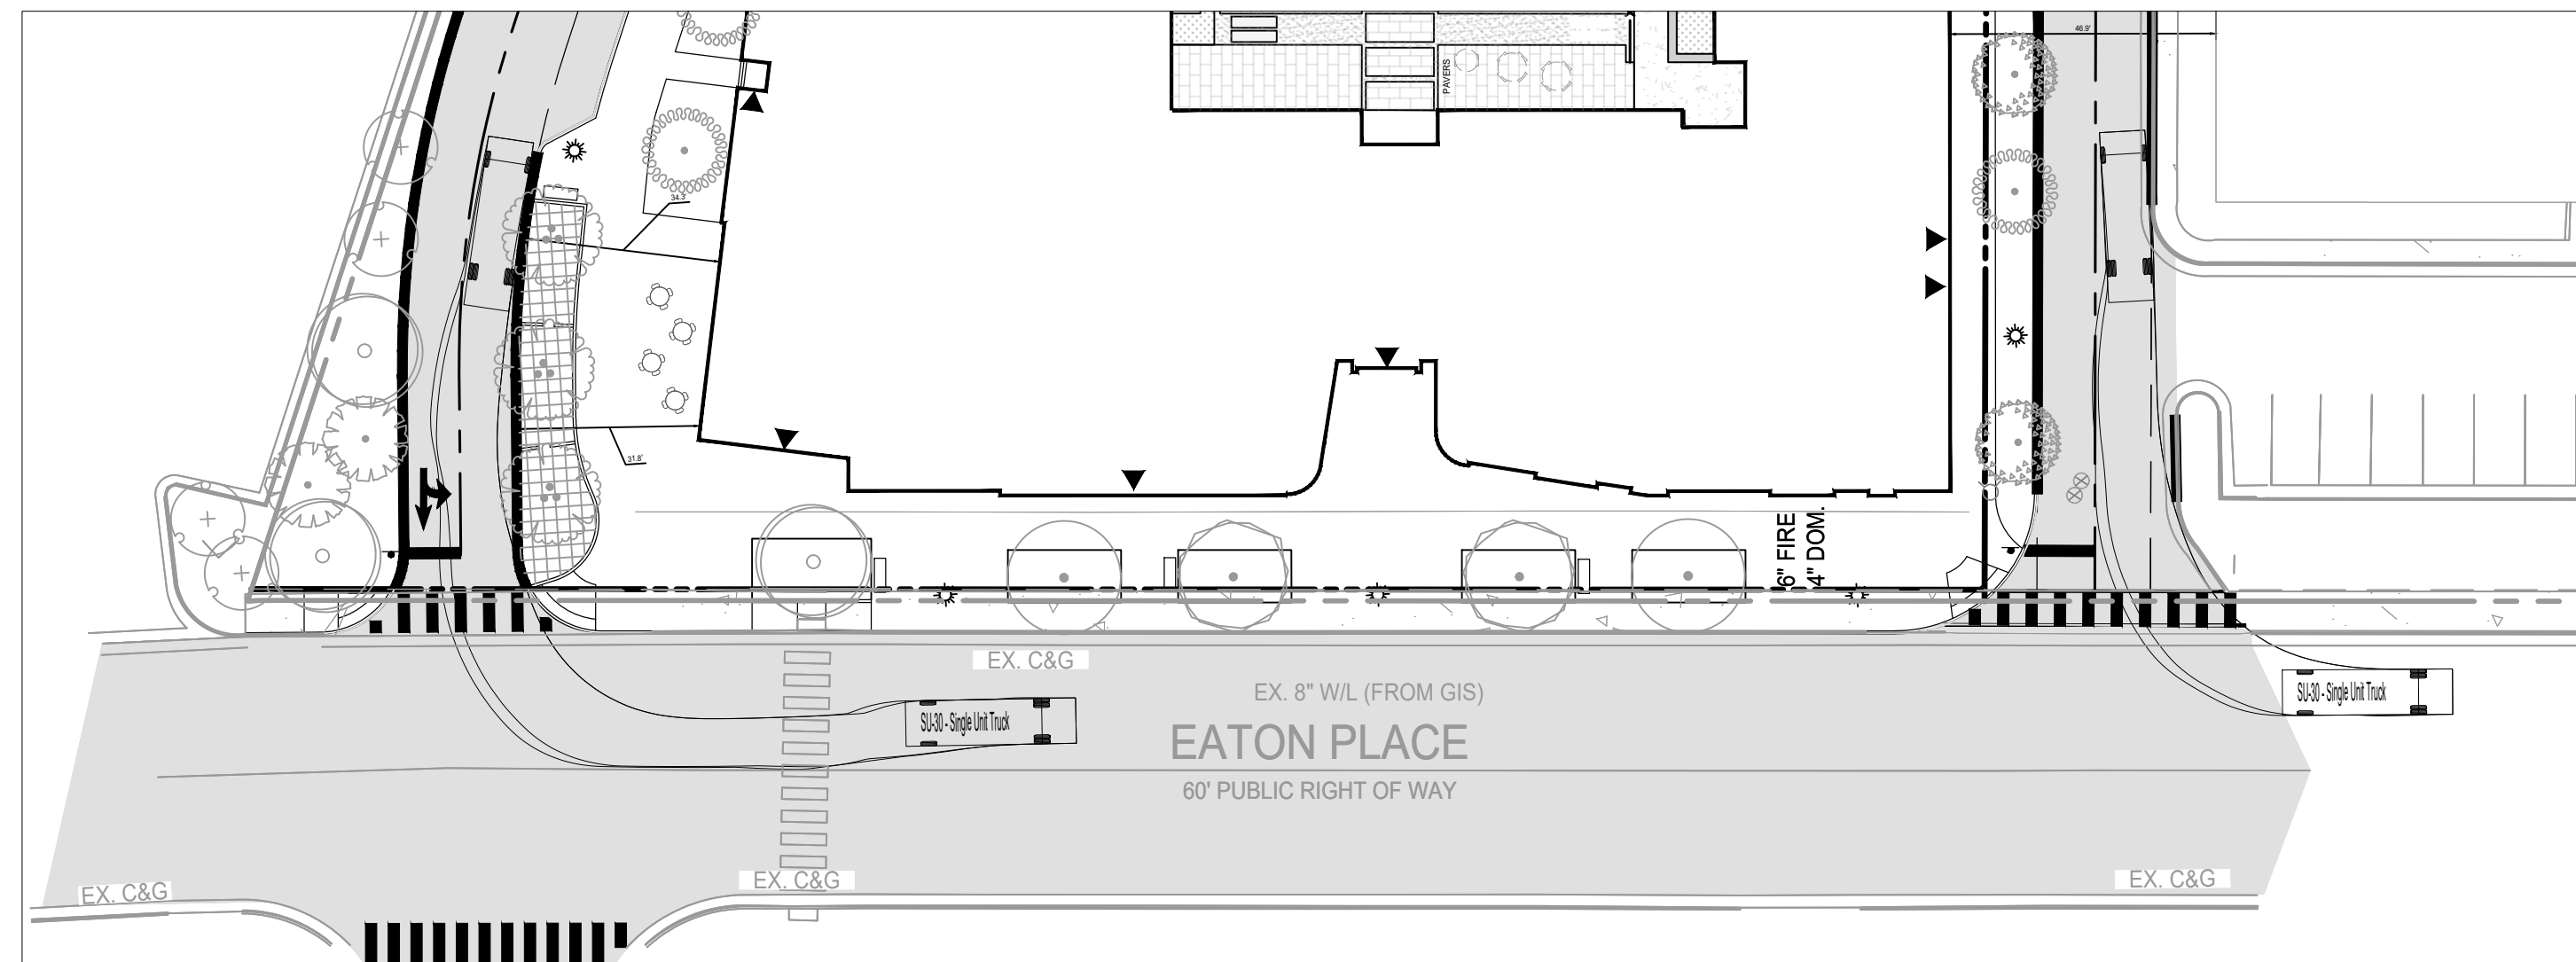 46.9'
PAVERS
34.3'
31.8'
6" FIRE
4" DOM.
EX. C&G
EX. 8" W/L (FROM GIS)
SU-30 - Single Unit Truck
SU-30 - Single Unit Truck
EATON PLACE
60' PUBLIC RIGHT OF WAY
EX. C&G
EX. C&G
EX. C&G